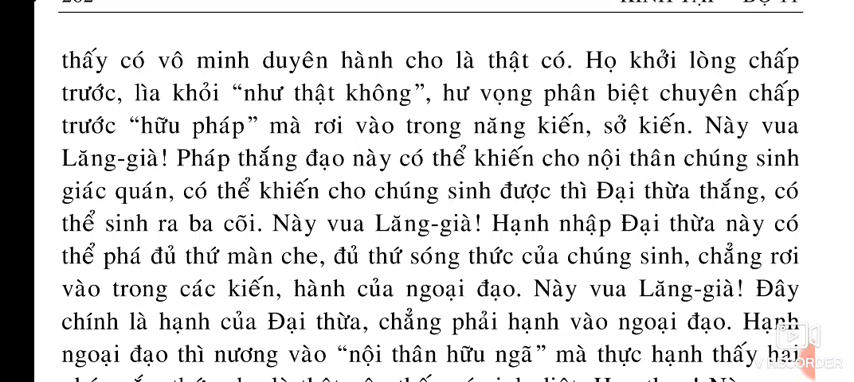 thấy có vô minh duyên hành cho là thật có. Họ khởi lòng chấp
trước, lìa khỏi “như thật không”, hư vọng phân biệt chuyên chấp
trước “hữu pháp” mà rơi vào trong năng kiến, sở kiến. Này vua
Lăng-già! Pháp thắng đạo này có thể khiến cho nội thân chúng sinh
giác quán, có thể khiến cho chúng sinh được thì Đại thừa thắng, có
thể sinh ra ba cõi. Này vua Lăng-già! Hạnh nhập Đại thừa này có
thể phá đủ thứ màn che, đủ thứ sóng thức của chúng sinh, chẳng rơi
vào trong các kiến, hành của ngoại đạo. Này vua Lăng-già! Đây
chính là hạnh của Đại thừa, chẳng phải hạnh vào ngoại đạo. Hạnh
ngoại đạo thì nương vào “nội thân hữu ngã” mà thực hạnh thấy hai
RECORDER